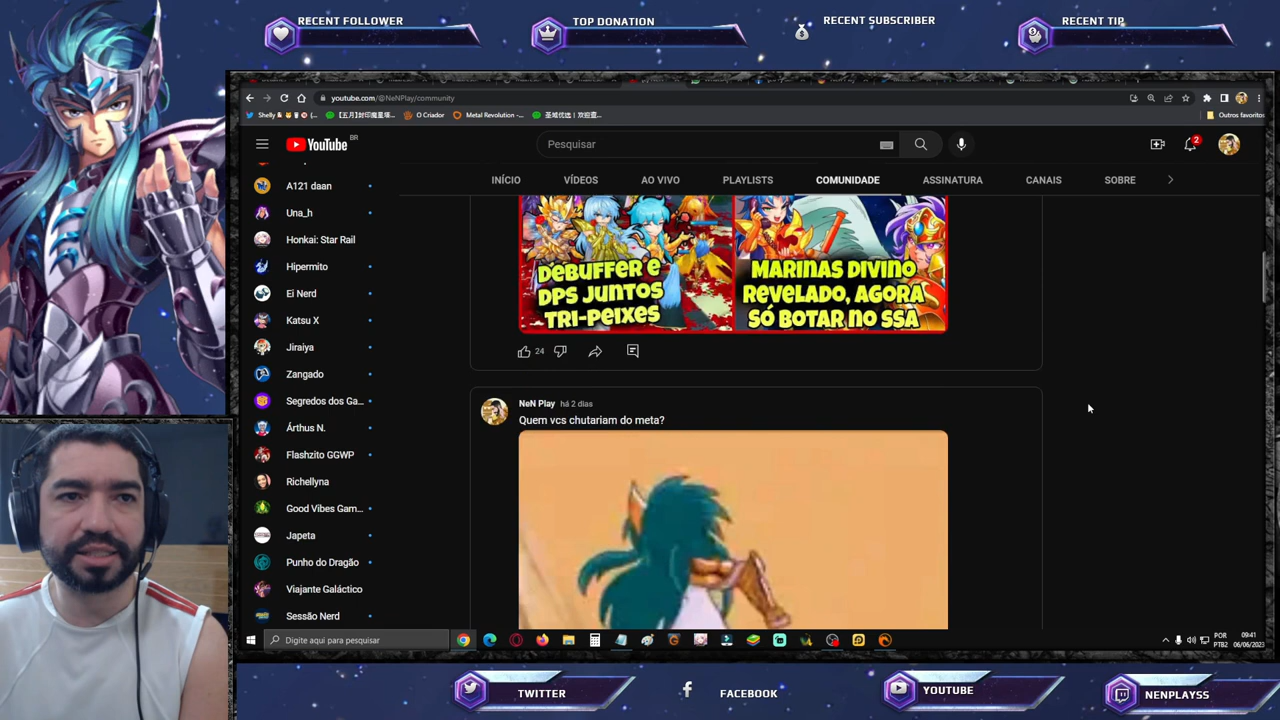 RECENT FOLLOWER
TOP DONATION
RECENT SUBSCRIBER
RECENT TIP
youtube.com/@NeNPlay/community
Shelly &
O Criador
Metal Revolution -...
Outros favoritos
YouTube BR
Pesquisar
2
INÍCIO
VÍDEOS
AO VIVO
PLAYLISTS
COMUNIDADE
ASSINATURA
CANAIS
SOBRE
A121 daan
Una_h
Honkai: Star Rail
Hipermito
Ei Nerd
Katsu X
Jiraiya
Zangado
Segredos dos Ga...
Árthus N.
Flashzito GGWP
Richellyna
Good Vibes Gam...
Japeta
Punho do Dragão
Viajante Galáctico
Sessão Nerd
DEBUFFER E
DPS JUNTOS
TRI-PEIXES
MARINAS DIVINO
REVELADO, AGORA
SÓ BOTAR NO SSA
24
NeN Play há 2 dias
Quem vcs chutariam do meta?
Digite aqui para pesquisar
POR
PTB2
09:41
06/06/2023
TWITTER
FACEBOOK
YOUTUBE
NENPLAYSS